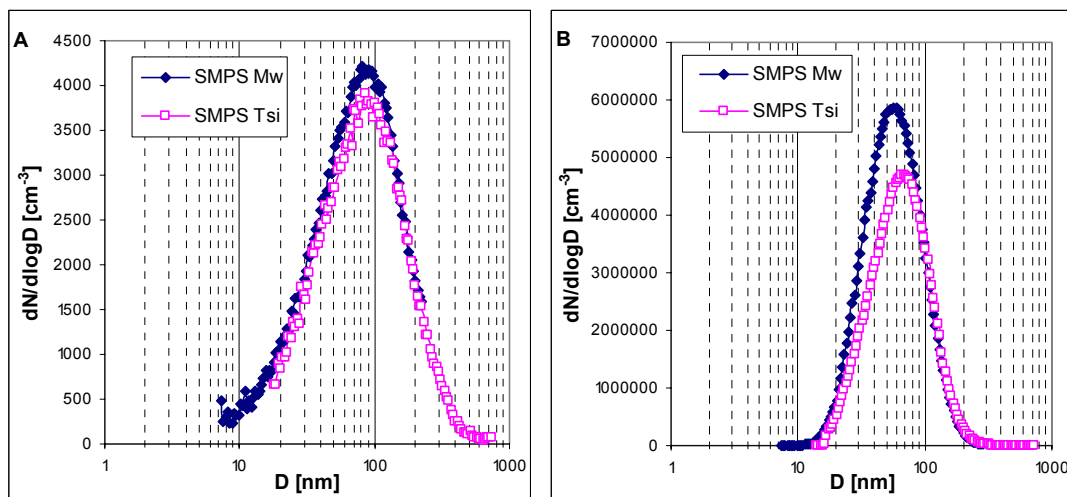 A
SMPS Mw
SMPS Tsi
dN/dlogD [cm-3]
4500
4000
3500
3000
2500
2000
1500
1000
500
0
1 10 100 1000
D [nm]
B
SMPS Mw
SMPS Tsi
dN/dlogD [cm-3]
7000000
6000000
5000000
4000000
3000000
2000000
1000000
0
1 10 100 1000
D [nm]